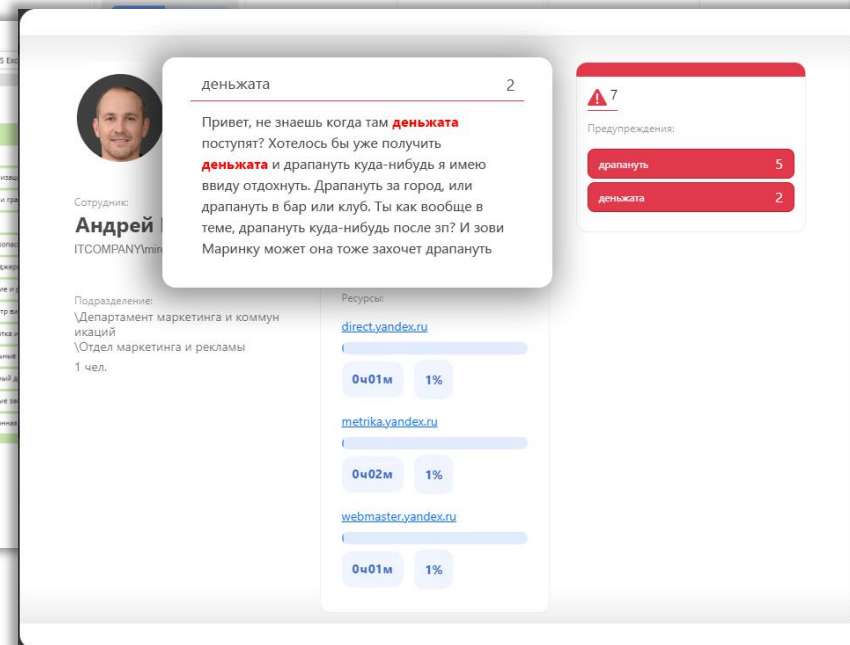 деньжата 2
Привет, не знаешь когда там деньжата
поступят? Хотелось бы уже получить
деньжата и драпануть куда-нибудь я имею
ввиду отдохнуть. Драпануть за город, или
драпануть в бар или клуб. Ты как вообще в
теме, драпануть куда-нибудь после зп? И зови
Маринку может она тоже захочет драпануть
7
Предупреждения:
драпануть 5
деньжата 2
Сотрудник:
Андрей
Подразделение:
\Департамент маркетинга и коммун
икаций
\Отдел маркетинга и рекламы
1 чел.
Ресурсы:
direct.yandex.ru
0ч01м 1%
metrika.yandex.ru
0ч02м 1%
webmaster.yandex.ru
0ч01м 1%